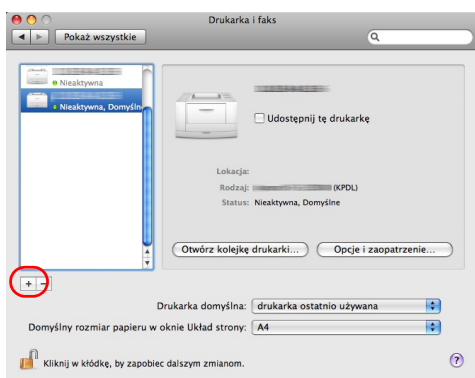 Drukarka i faks
Pokaż wszystkie
Nieaktywna
Nieaktywna, Domyśln
Udostępnij tę drukarkę
Lokacja:
Rodzaj: (KPDL)
Status: Nieaktywna, Domyślne
Otwórz kolejkę drukarki... Opcje i zaopatrzenie...
+ −
Drukarka domyślna: drukarka ostatnio używana
Domyślny rozmiar papieru w oknie Układ strony: A4
Kliknij w kłódkę, by zapobiec dalszym zmianom. ?